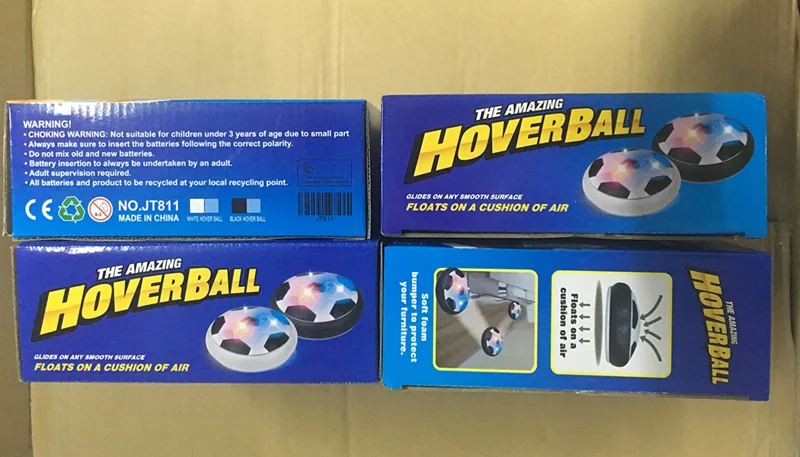 WARNING!
• CHOKING WARNING: Not suitable for children under 3 years of age due to small part
• Always make sure to insert the batteries following the correct polarity.
• Do not mix old and new batteries.
• Battery insertion to always be undertaken by an adult.
• Adult supervision required.
• All batteries and product to be recycled at your local recycling point.
CE
0-3
NO.JT811
MADE IN CHINA
WHITE HOVER BALL
BLACK HOVER BALL
JT811
THE AMAZING
HOVERBALL
GLIDES ON ANY SMOOTH SURFACE
FLOATS ON A CUSHION OF AIR
THE AMAZING
HOVERBALL
GLIDES ON ANY SMOOTH SURFACE
FLOATS ON A CUSHION OF AIR
THE AMAZING
HOVERBALL
Floats on a
cushion of air
Soft foam
bumper to protect
your furniture.